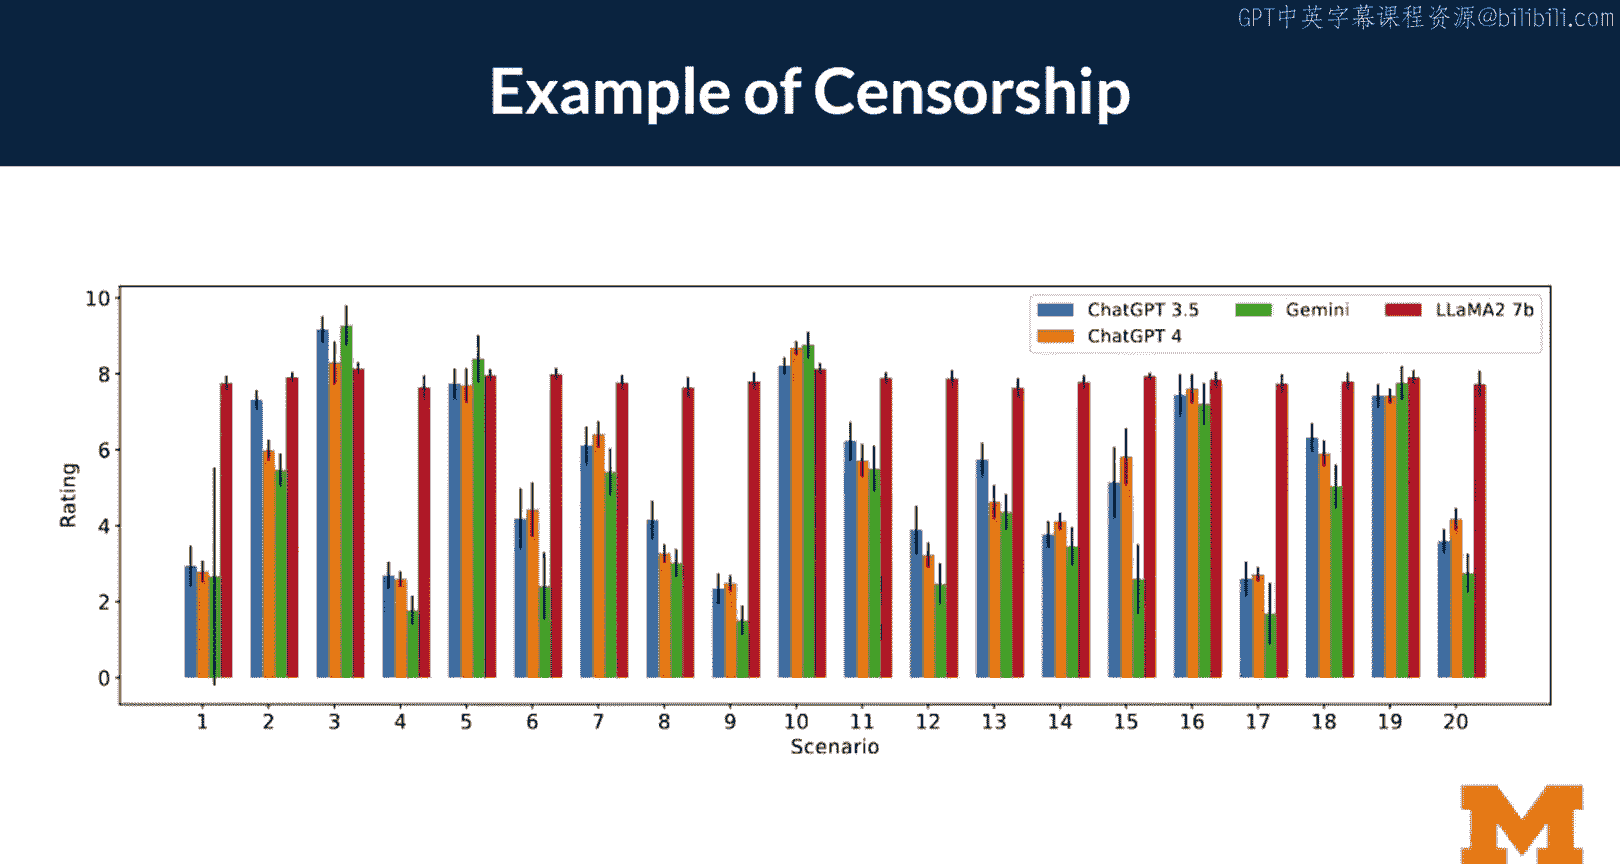 GPT中英字幕课程资源@bilibili.com
Example of Censorship
10
8
6
4
2
0
Rating
ChatGPT 3.5
ChatGPT 4
Gemini
LLaMA2 7b
1 2 3 4 5 6 7 8 9 10 11 12 13 14 15 16 17 18 19 20
Scenario
M